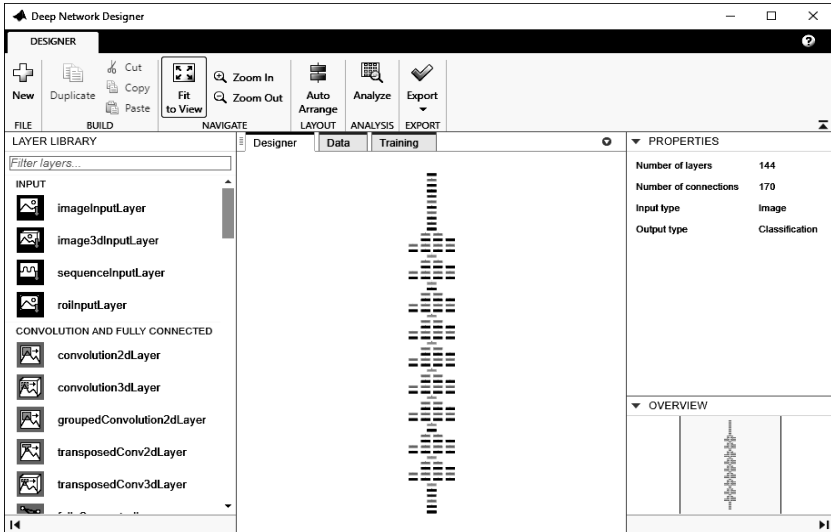 Deep Network Designer
DESIGNER
New
Duplicate
Cut
Copy
Paste
Fit
to View
Zoom In
Zoom Out
Auto
Arrange
Analyze
Export
FILE BUILD NAVIGATE LAYOUT ANALYSIS EXPORT
LAYER LIBRARY
Filter layers...
INPUT
imageInputLayer
image3dInputLayer
sequenceInputLayer
roiInputLayer
CONVOLUTION AND FULLY CONNECTED
convolution2dLayer
convolution3dLayer
groupedConvolution2dLayer
transposedConv2dLayer
transposedConv3dLayer
Designer Data Training
PROPERTIES
Number of layers 144
Number of connections 170
Input type Image
Output type Classification
OVERVIEW